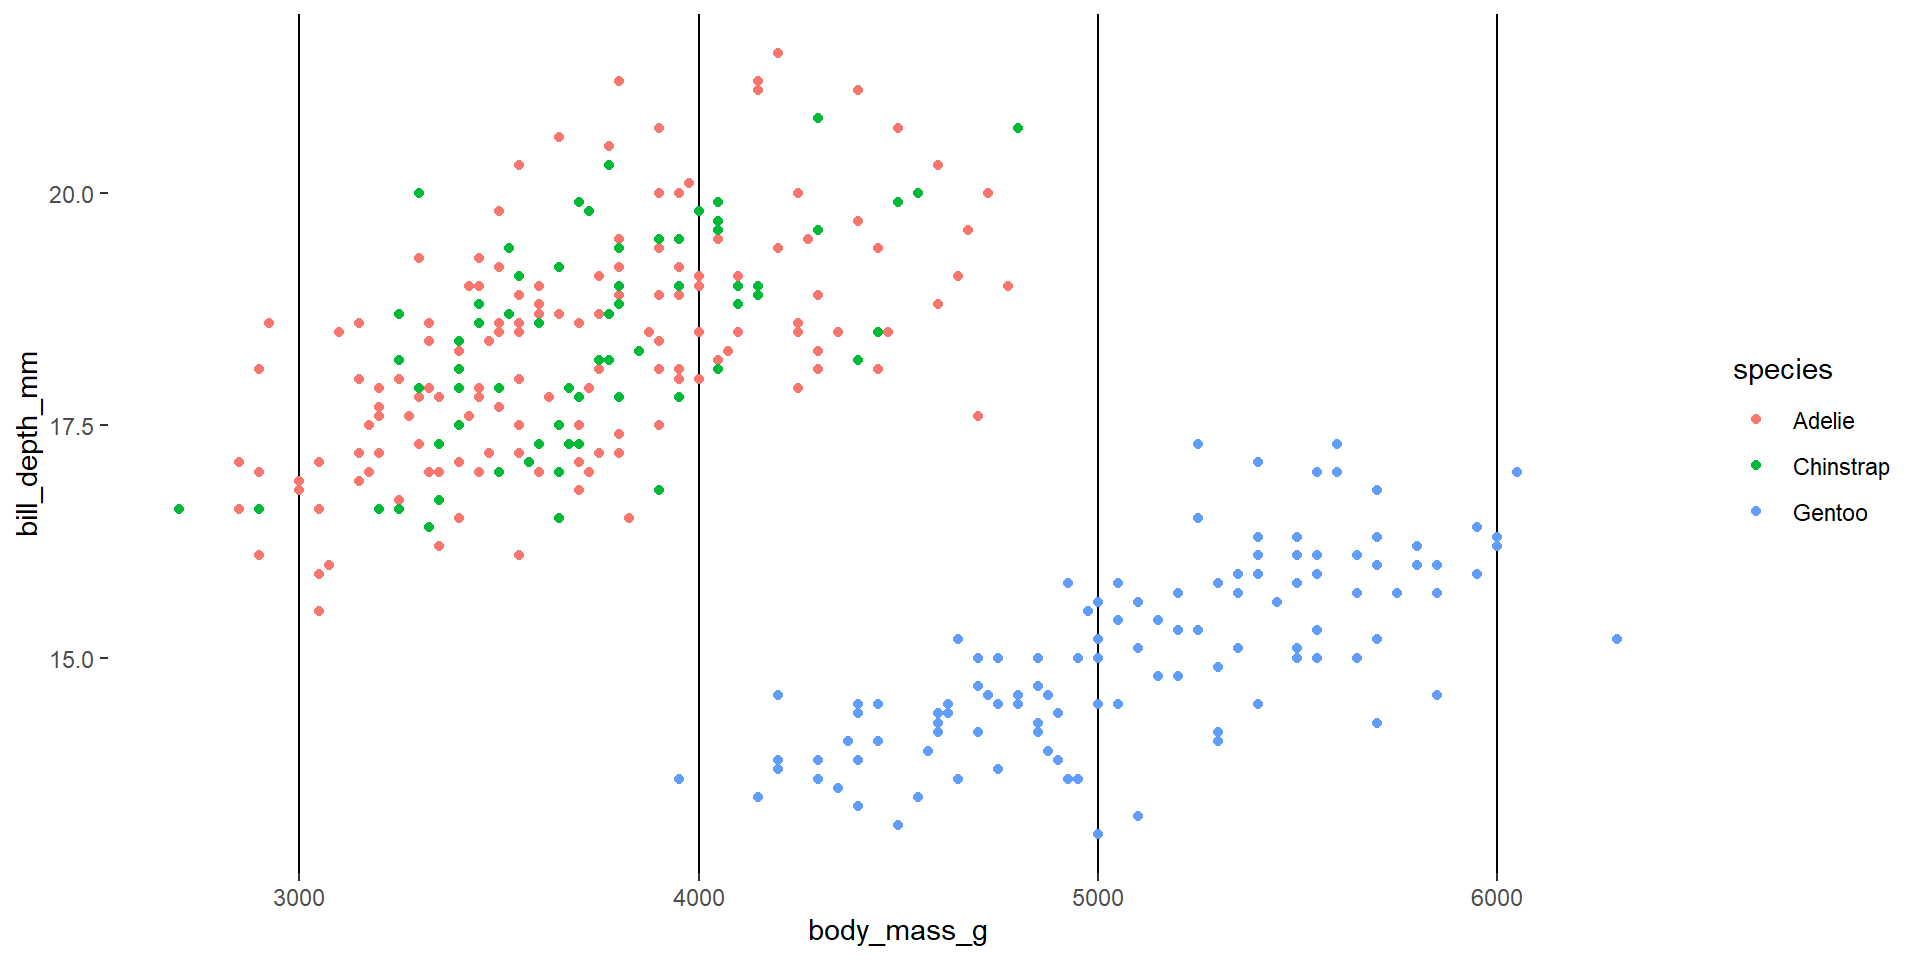 bill_depth_mm
20.0
17.5
15.0
3000 4000 5000 6000
body_mass_g
species
Adelie
Chinstrap
Gentoo